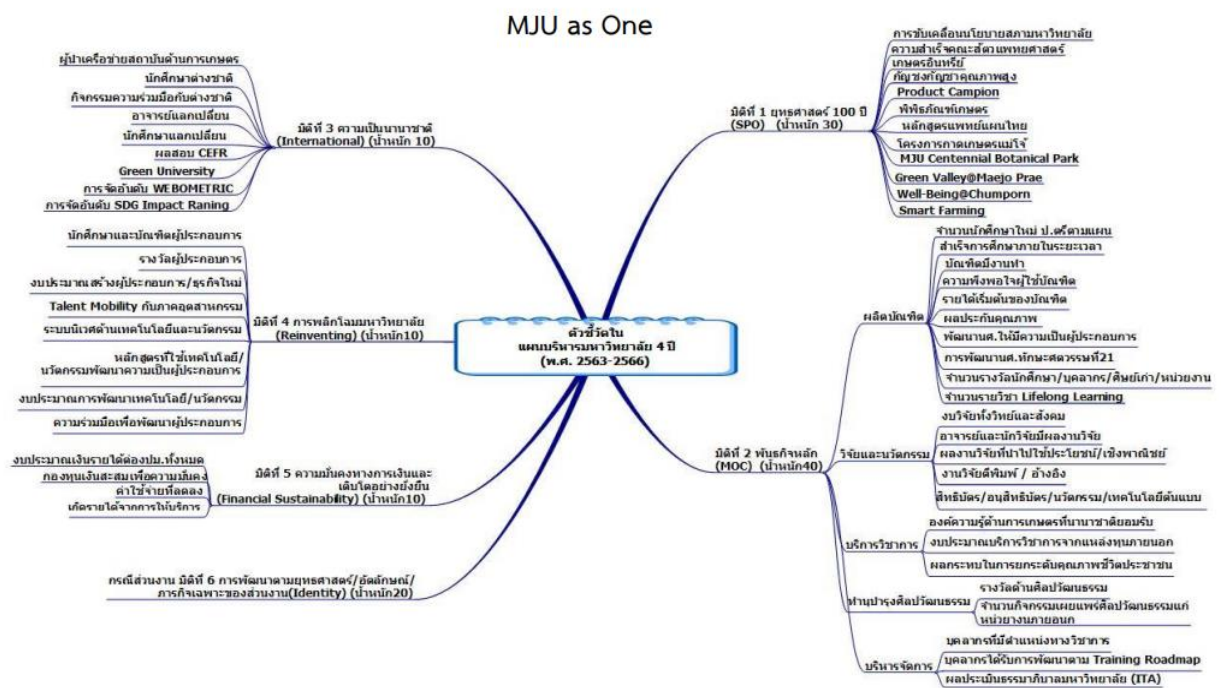 MJU as One
ผู้นำเครือข่ายสถาบันด้านการเกษตร
นักศึกษาต่างชาติ
กิจกรรมความร่วมมือกับต่างชาติ
อาจารย์แลกเปลี่ยน
นักศึกษาแลกเปลี่ยน
ผลสอบ CEFR
Green University
การจัดอันดับ WEBOMETRIC
การจัดอันดับ SDG Impact Raning
มิติที่ 3 ความเป็นนานาชาติ
(International) (น้ำหนัก 10)
นักศึกษาและบัณฑิตผู้ประกอบการ
รางวัลผู้ประกอบการ
งบประมาณสร้างผู้ประกอบการ/ธุรกิจใหม่
Talent Mobility กับภาคอุตสาหกรรม
ระบบนิเวศด้านเทคโนโลยีและนวัตกรรม
หลักสูตรที่ใช้เทคโนโลยี/
นวัตกรรมพัฒนาความเป็นผู้ประกอบการ
งบประมาณการพัฒนาเทคโนโลยี/นวัตกรรม
ความร่วมมือเพื่อพัฒนาผู้ประกอบการ
มิติที่ 4 การพลิกโฉมมหาวิทยาลัย
(Reinventing) (น้ำหนัก10)
งบประมาณเงินรายได้ต่องปม.ทั้งหมด
กองทุนเงินสะสมเพื่อความมั่นคง
ค่าใช้จ่ายที่ลดลง
เกิดรายได้จากการให้บริการ
มิติที่ 5 ความมั่นคงทางการเงินและ
เติบโตอย่างยั่งยืน
(Financial Sustainability) (น้ำหนัก10)
กรณีส่วนงาน มิติที่ 6 การพัฒนาตามยุทธศาสตร์/อัตลักษณ์/
ภารกิจเฉพาะของส่วนงาน(Identity) (น้ำหนัก20)
ตัวชี้วัดใน
แผนบริหารมหาวิทยาลัย 4 ปี
(พ.ศ. 2563-2566)
มิติที่ 1 ยุทธศาสตร์ 100 ปี
(SPO) (น้ำหนัก 30)
การขับเคลื่อนนโยบายสภามหาวิทยาลัย
ความสำเร็จคณะสัตวแพทยศาสตร์
เกษตรอินทรีย์
กัญชงกัญชาคุณภาพสูง
Product Campion
พิพิธภัณฑ์เกษตร
หลักสูตรแพทย์แผนไทย
โครงการกาดเกษตรแม่โจ้
MJU Centennial Botanical Park
Green Valley@Maejo Prae
Well-Being@Chumporn
Smart Farming
มิติที่ 2 พันธกิจหลัก
(MOC) (น้ำหนัก40)
ผลิตบัณฑิต
จำนวนนักศึกษาใหม่ ป.ตรีตามแผน
สำเร็จการศึกษาภายในระยะเวลา
บัณฑิตมีงานทำ
ความพึงพอใจผู้ใช้บัณฑิต
รายได้เริ่มต้นของบัณฑิต
ผลประกันคุณภาพ
พัฒนานศ.ให้มีความเป็นผู้ประกอบการ
การพัฒนานศ.ทักษะศตวรรษที่21
จำนวนรางวัลนักศึกษา/บุคลากร/ศิษย์เก่า/หน่วยงาน
จำนวนรายวิชา Lifelong Learning
วิจัยและนวัตกรรม
งบวิจัยทั้งวิทย์และสังคม
อาจารย์และนักวิจัยมีผลงานวิจัย
ผลงานวิจัยที่นำไปใช้ประโยชน์/เชิงพาณิชย์
งานวิจัยตีพิมพ์ / อ้างอิง
สิทธิบัตร/อนุสิทธิบัตร/นวัตกรรม/เทคโนโลยีต้นแบบ
บริการวิชาการ
องค์ความรู้ด้านการเกษตรที่นานาชาติยอมรับ
งบประมาณบริการวิชาการจากแหล่งทุนภายนอก
ผลกระทบในการยกระดับคุณภาพชีวิตประชาชน
ทำนุบำรุงศิลปวัฒนธรรม
รางวัลด้านศิลปวัฒนธรรม
จำนวนกิจกรรมเผยแพร่ศิลปวัฒนธรรมแก่
หน่วยางนภายอนก
บริหารจัดการ
บุคลากรที่มีตำแหน่งทางวิชาการ
บุคลากรได้รับการพัฒนาตาม Training Roadmap
ผลประเมินธรรมาภิบาลมหาวิทยาลัย (ITA)